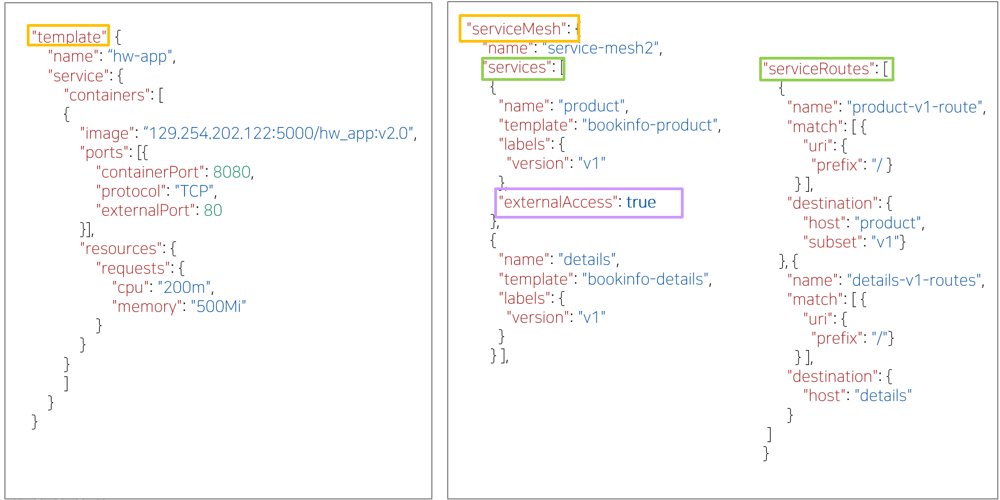 "template" {
"name": “hw-app",
"service": {
"containers": [
{
"image": “129.254.202.122:5000/hw_app:v2.0",
"ports": [{
"containerPort": 8080,
"protocol": "TCP",
"externalPort": 80
}],
"resources": {
"requests": {
"cpu": "200m",
"memory": "500Mi"
}
}
}
]
}
}
"serviceMesh": {
"name": "service-mesh2",
"services": [
{
"name": "product",
"template": "bookinfo-product",
"labels": {
"version": "v1"
},
"externalAccess": true
},
{
"name": "details",
"template": "bookinfo-details",
"labels": {
"version": "v1"
}
} ],
"serviceRoutes": [
{
"name": "product-v1-route",
"match": [ {
"uri": {
"prefix": "/ }
} ],
"destination": {
"host": "product",
"subset": "v1"}
}, {
"name": "details-v1-routes",
"match": [ {
"uri": {
"prefix": "/"}
} ],
"destination": {
"host": "details"
}
]
}